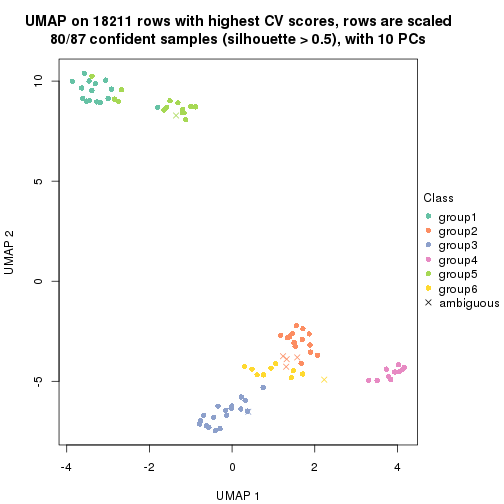 UMAP on 18211 rows with highest CV scores, rows are scaled
80/87 confident samples (silhouette > 0.5), with 10 PCs
10
5
0
-5
UMAP 2
-4
-2
0
2
4
UMAP 1
Class
group1
group2
group3
group4
group5
group6
ambiguous